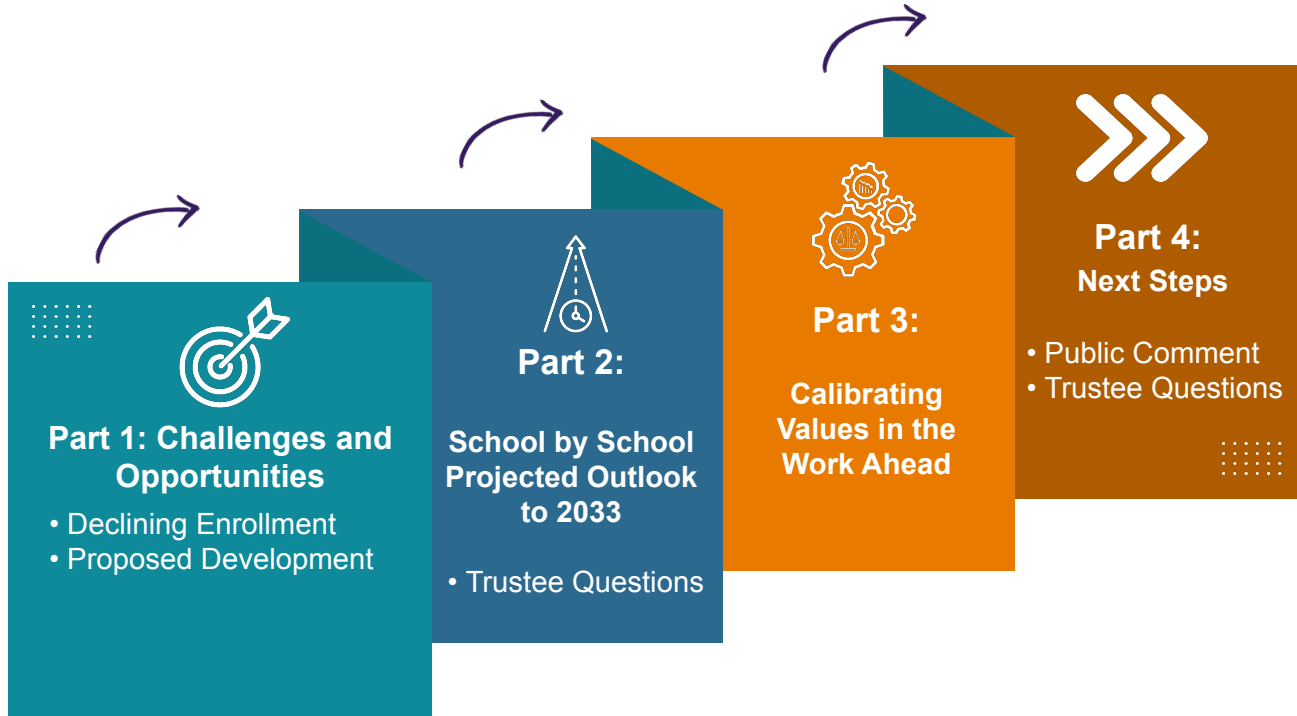 Part 1: Challenges and
Opportunities
• Declining Enrollment
• Proposed Development
Part 2:
School by School
Projected Outlook
to 2033
• Trustee Questions
Part 3:
Calibrating
Values in the
Work Ahead
Part 4:
Next Steps
• Public Comment
• Trustee Questions